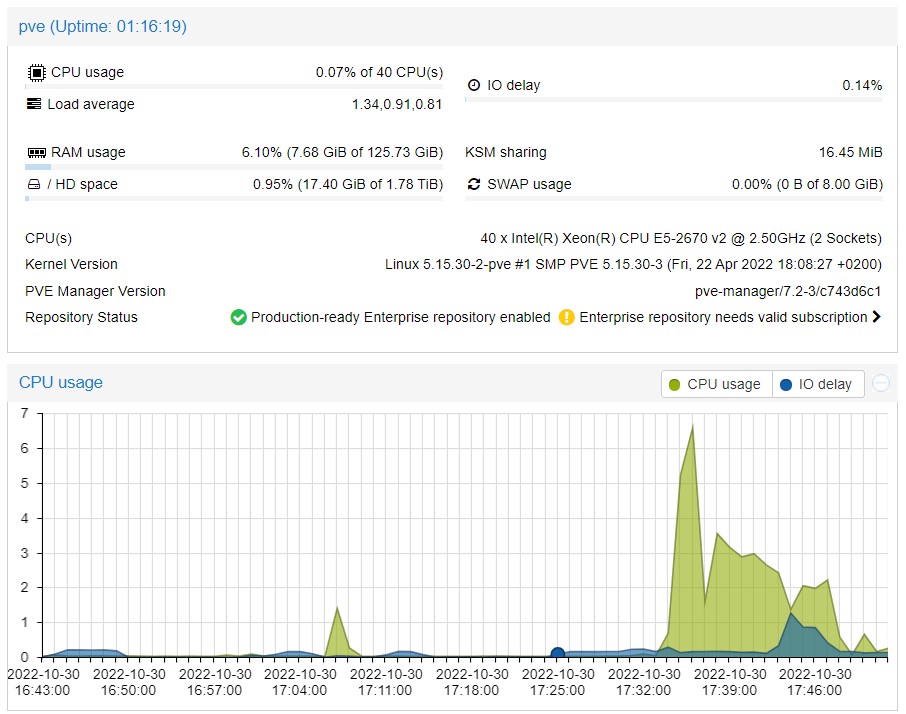 pve (Uptime: 01:16:19)
CPU usage 0.07% of 40 CPU(s)
IO delay 0.14%
Load average 1.34,0.91,0.81
RAM usage 6.10% (7.68 GiB of 125.73 GiB)
KSM sharing 16.45 MiB
/ HD space 0.95% (17.40 GiB of 1.78 TiB)
SWAP usage 0.00% (0 B of 8.00 GiB)
CPU(s) 40 x Intel(R) Xeon(R) CPU E5-2670 v2 @ 2.50GHz (2 Sockets)
Kernel Version Linux 5.15.30-2-pve #1 SMP PVE 5.15.30-3 (Fri, 22 Apr 2022 18:08:27 +0200)
PVE Manager Version pve-manager/7.2-3/c743d6c1
Repository Status Production-ready Enterprise repository enabled Enterprise repository needs valid subscription
CPU usage
CPU usage IO delay
7
6
5
4
3
2
1
0
2022-10-30 2022-10-30 2022-10-30 2022-10-30 2022-10-30 2022-10-30 2022-10-30 2022-10-30 2022-10-30 2022-10-30
16:43:00 16:50:00 16:57:00 17:04:00 17:11:00 17:18:00 17:25:00 17:32:00 17:39:00 17:46:00